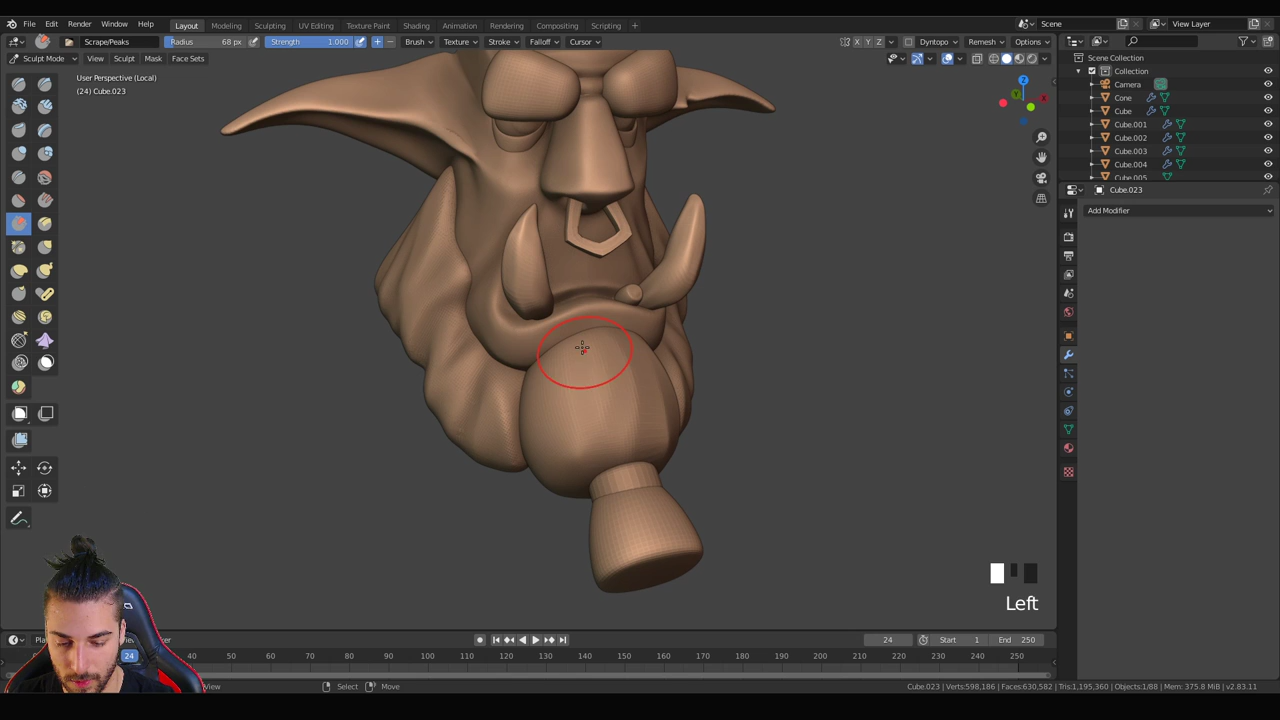 File Edit Render Window Help Layout Modeling Sculpting UV Editing Texture Paint Shading Animation Rendering Compositing Scripting + Scene View Layer
Scrape/Peaks Radius 68 px Strength 1.000 Brush Texture Stroke Falloff Cursor X Y Z Dyntopo Remesh Options
Sculpt Mode View Sculpt Mask Face Sets
User Perspective (Local)
(24) Cube.023
Scene Collection
Collection
Camera
Cone
Cube
Cube.001
Cube.002
Cube.003
Cube.004
Cube.005
Cube.023
Add Modifier
Z
Y
X
Left
24 Start 1 End 250
24 40 50 60 70 80 90 100 110 120 130 140 150 160 170 180 190 200 210 220 230 240 250
View Select Move Cube.023 | Verts:598,186 | Faces:630,582 | Tris:1,195,360 | Objects:1/88 | Mem: 375.8 MiB | v2.83.11